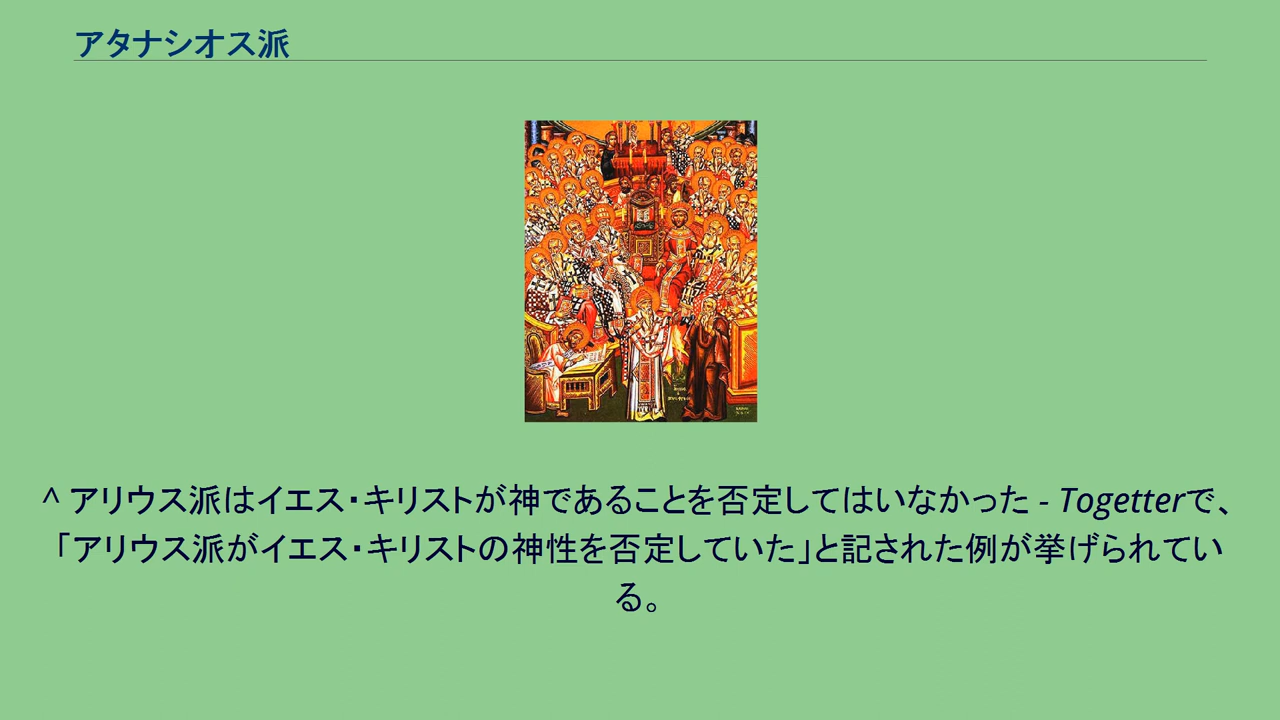 アタナシオス派
^ アリウス派はイエス・キリストが神であることを否定してはいなかった - Togetterで、
「アリウス派がイエス・キリストの神性を否定していた」と記された例が挙げられてい
る。